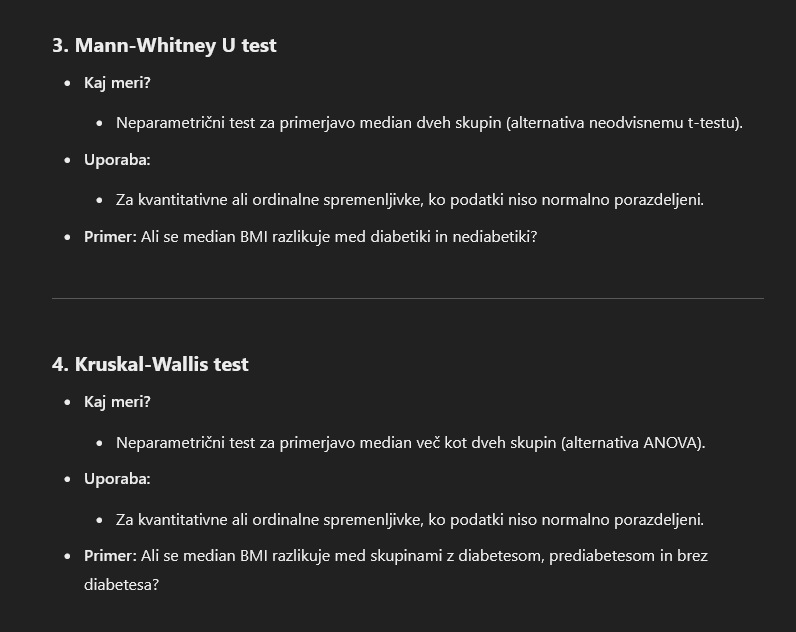 3. Mann-Whitney U test
Kaj meri?
Neparametrični test za primerjavo median dveh skupin (alternativa neodvisnemu t-testu).
Uporaba:
Za kvantitativne ali ordinalne spremenljivke, ko podatki niso normalno porazdeljeni.
Primer: Ali se median BMI razlikuje med diabetiki in nediabetiki?
4. Kruskal-Wallis test
Kaj meri?
Neparametrični test za primerjavo median več kot dveh skupin (alternativa ANOVA).
Uporaba:
Za kvantitativne ali ordinalne spremenljivke, ko podatki niso normalno porazdeljeni.
Primer: Ali se median BMI razlikuje med skupinami z diabetesom, prediabetesom in brez
diabetesa?